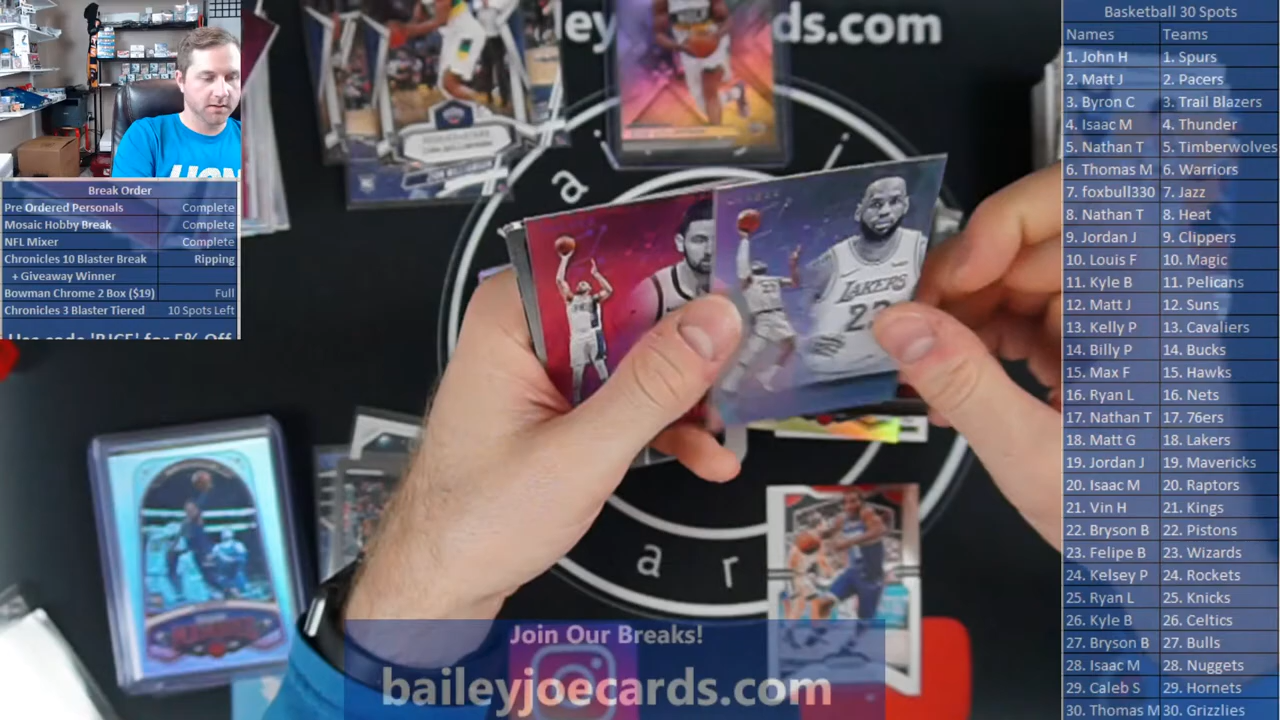 baileyjoecards.com
Basketball 30 Spots
Names Teams
1. John H 1. Spurs
2. Matt J 2. Pacers
3. Byron C 3. Trail Blazers
4. Isaac M 4. Thunder
5. Nathan T 5. Timberwolves
6. Thomas M 6. Warriors
7. foxbull330 7. Jazz
8. Nathan T 8. Heat
9. Jordan J 9. Clippers
10. Louis F 10. Magic
11. Kyle B 11. Pelicans
12. Matt J 12. Suns
13. Kelly P 13. Cavaliers
14. Billy P 14. Bucks
15. Max F 15. Hawks
16. Ryan L 16. Nets
17. Nathan T 17. 76ers
18. Matt G 18. Lakers
19. Jordan J 19. Mavericks
20. Isaac M 20. Raptors
21. Vin H 21. Kings
22. Bryson B 22. Pistons
23. Felipe B 23. Wizards
24. Kelsey P 24. Rockets
25. Ryan L 25. Knicks
26. Kyle B 26. Celtics
27. Bryson B 27. Bulls
28. Isaac M 28. Nuggets
29. Caleb S 29. Hornets
30. Thomas M 30. Grizzlies
Break Order
Pre Ordered Personals Complete
Mosaic Hobby Break Complete
NFL Mixer Complete
Chronicles 10 Blaster Break Ripping
+ Giveaway Winner
Bowman Chrome 2 Box ($19) Full
Chronicles 3 Blaster Tiered 10 Spots Left
LAKERS
Join Our Breaks!
ey ds.com
a
a r